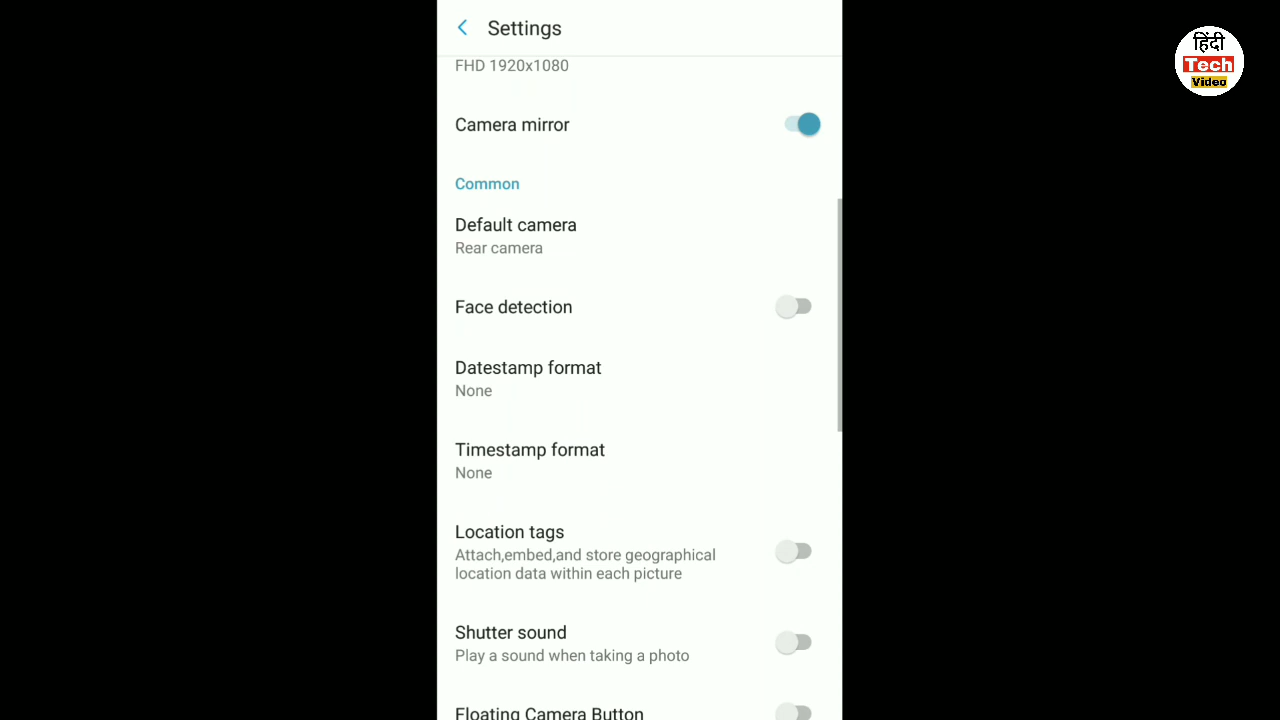 Settings
FHD 1920x1080
Camera mirror
Common
Default camera
Rear camera
Face detection
Datestamp format
None
Timestamp format
None
Location tags
Attach,embed,and store geographical
location data within each picture
Shutter sound
Play a sound when taking a photo
Floating Camera Button
हिंदी
Tech
Video